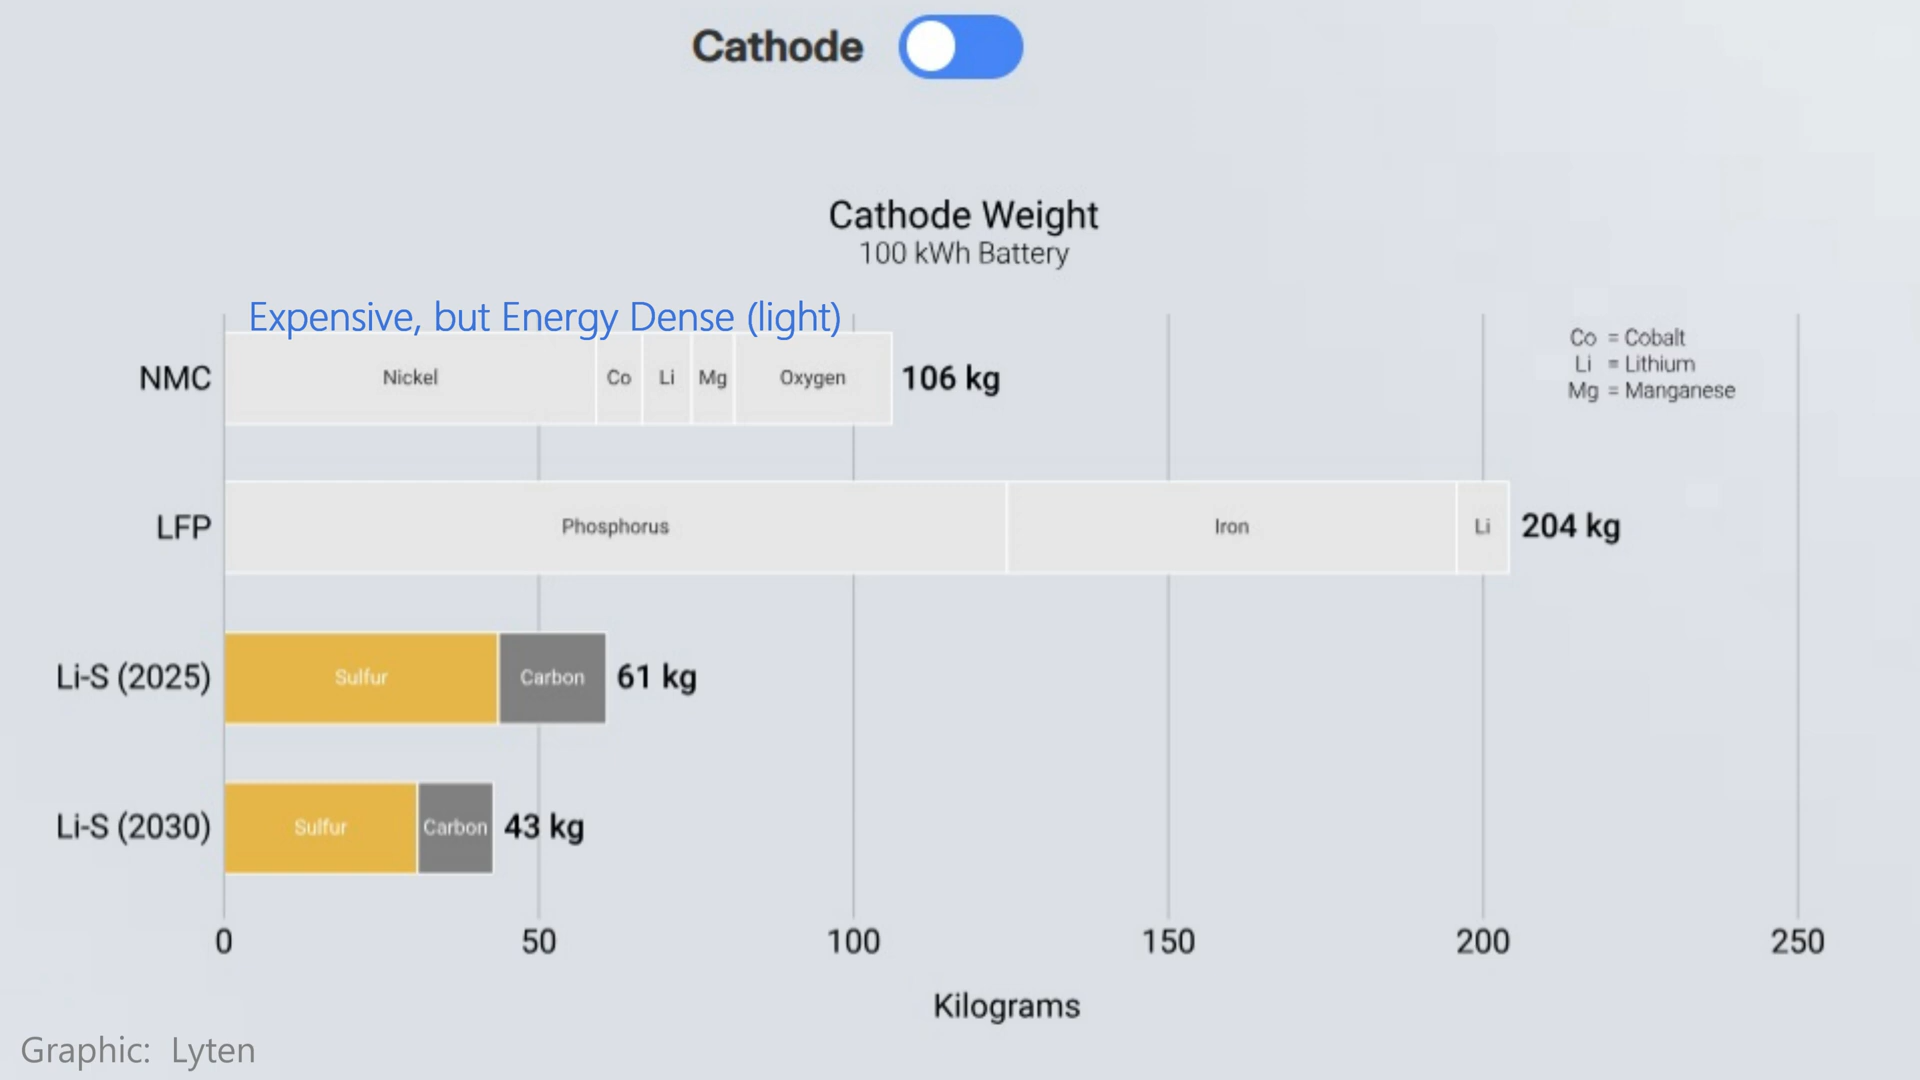 Cathode
Cathode Weight
100 kWh Battery
Expensive, but Energy Dense (light)
Co = Cobalt
Li = Lithium
Mg = Manganese
NMC Nickel Co Li Mg Oxygen 106 kg
LFP Phosphorus Iron Li 204 kg
Li-S (2025) Sulfur Carbon 61 kg
Li-S (2030) Sulfur Carbon 43 kg
0 50 100 150 200 250
Kilograms
Graphic: Lyten